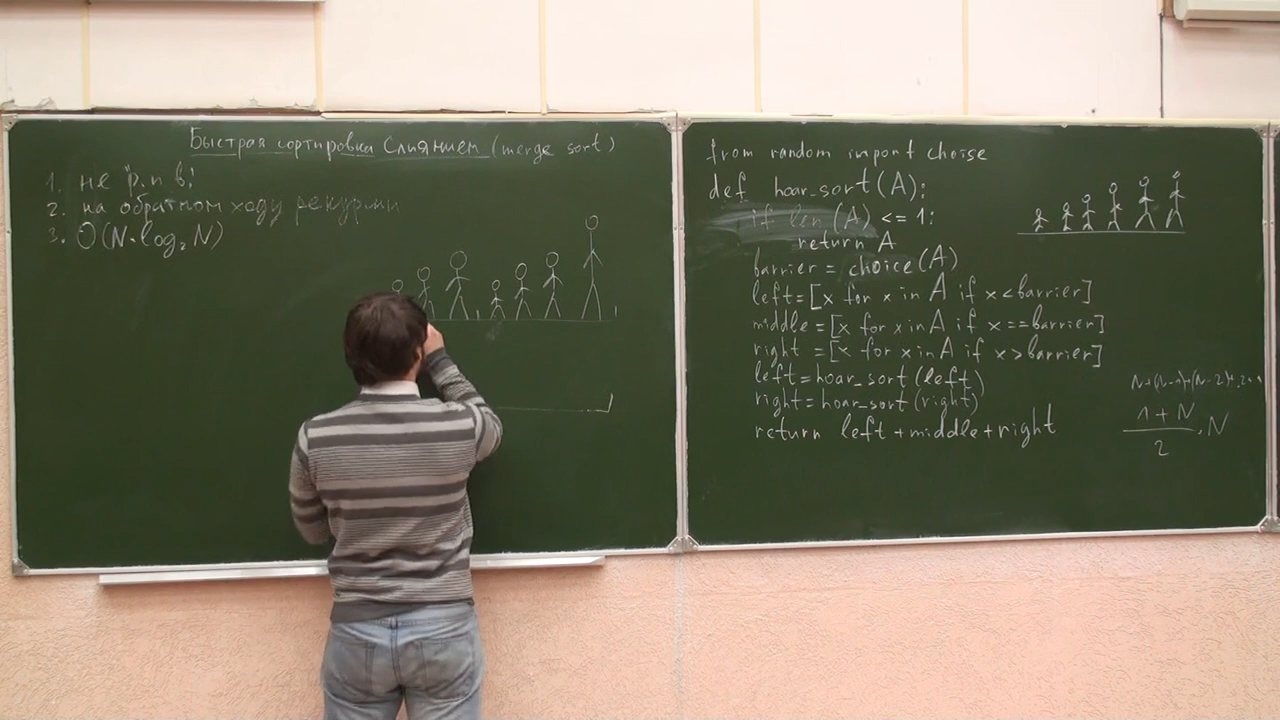 Быстрая сортировка Слиянием (merge sort)
1. не р. п в!
2. на обратном ходу рекурсии
3. O(N·log₂N)
from random import choise
def hoar_sort(A):
if len(A) <= 1:
return A
barrier = choice(A)
left=[x for x in A if x<barrier]
middle=[x for x in A if x==barrier]
right =[x for x in A if x>barrier]
left=hoar_sort(left)
right=hoar_sort(right)
return left+middle+right
N+(N-1)+(N-2)+
1+N
2
·N